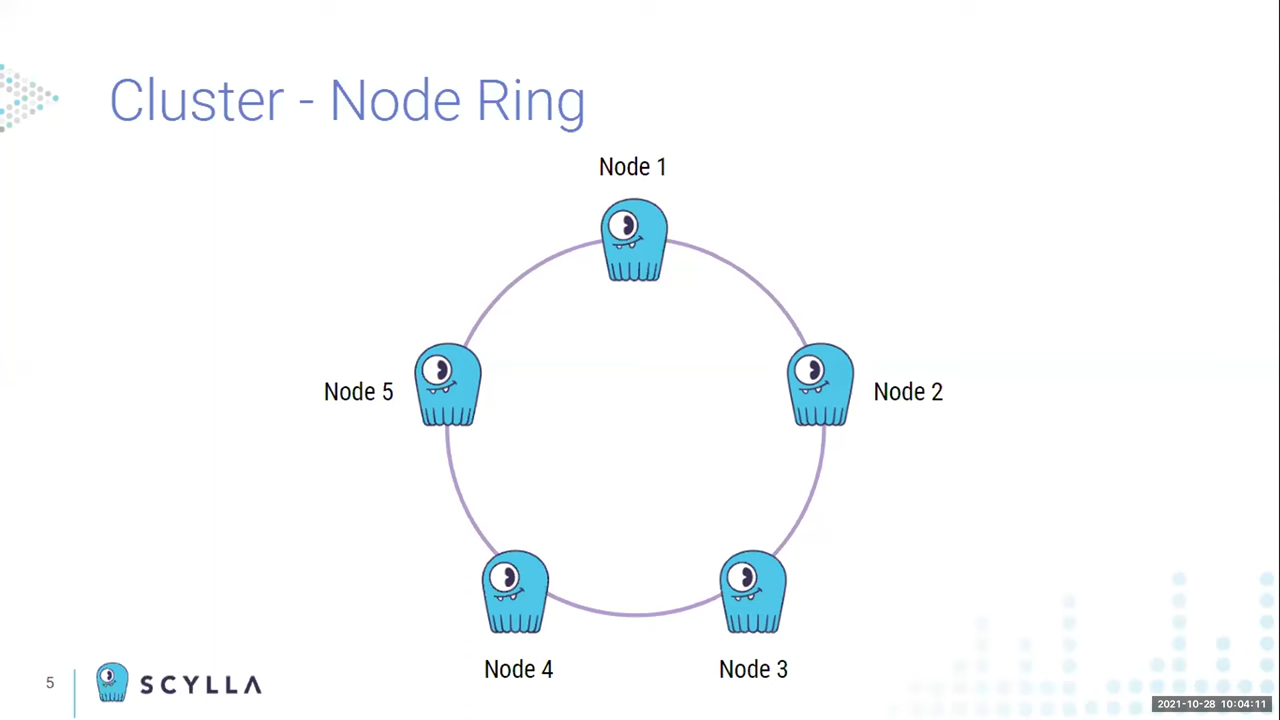 Cluster - Node Ring
Node 1
Node 5
Node 2
Node 4
Node 3
5
SCYLLA
2021-10-28 10:04:11